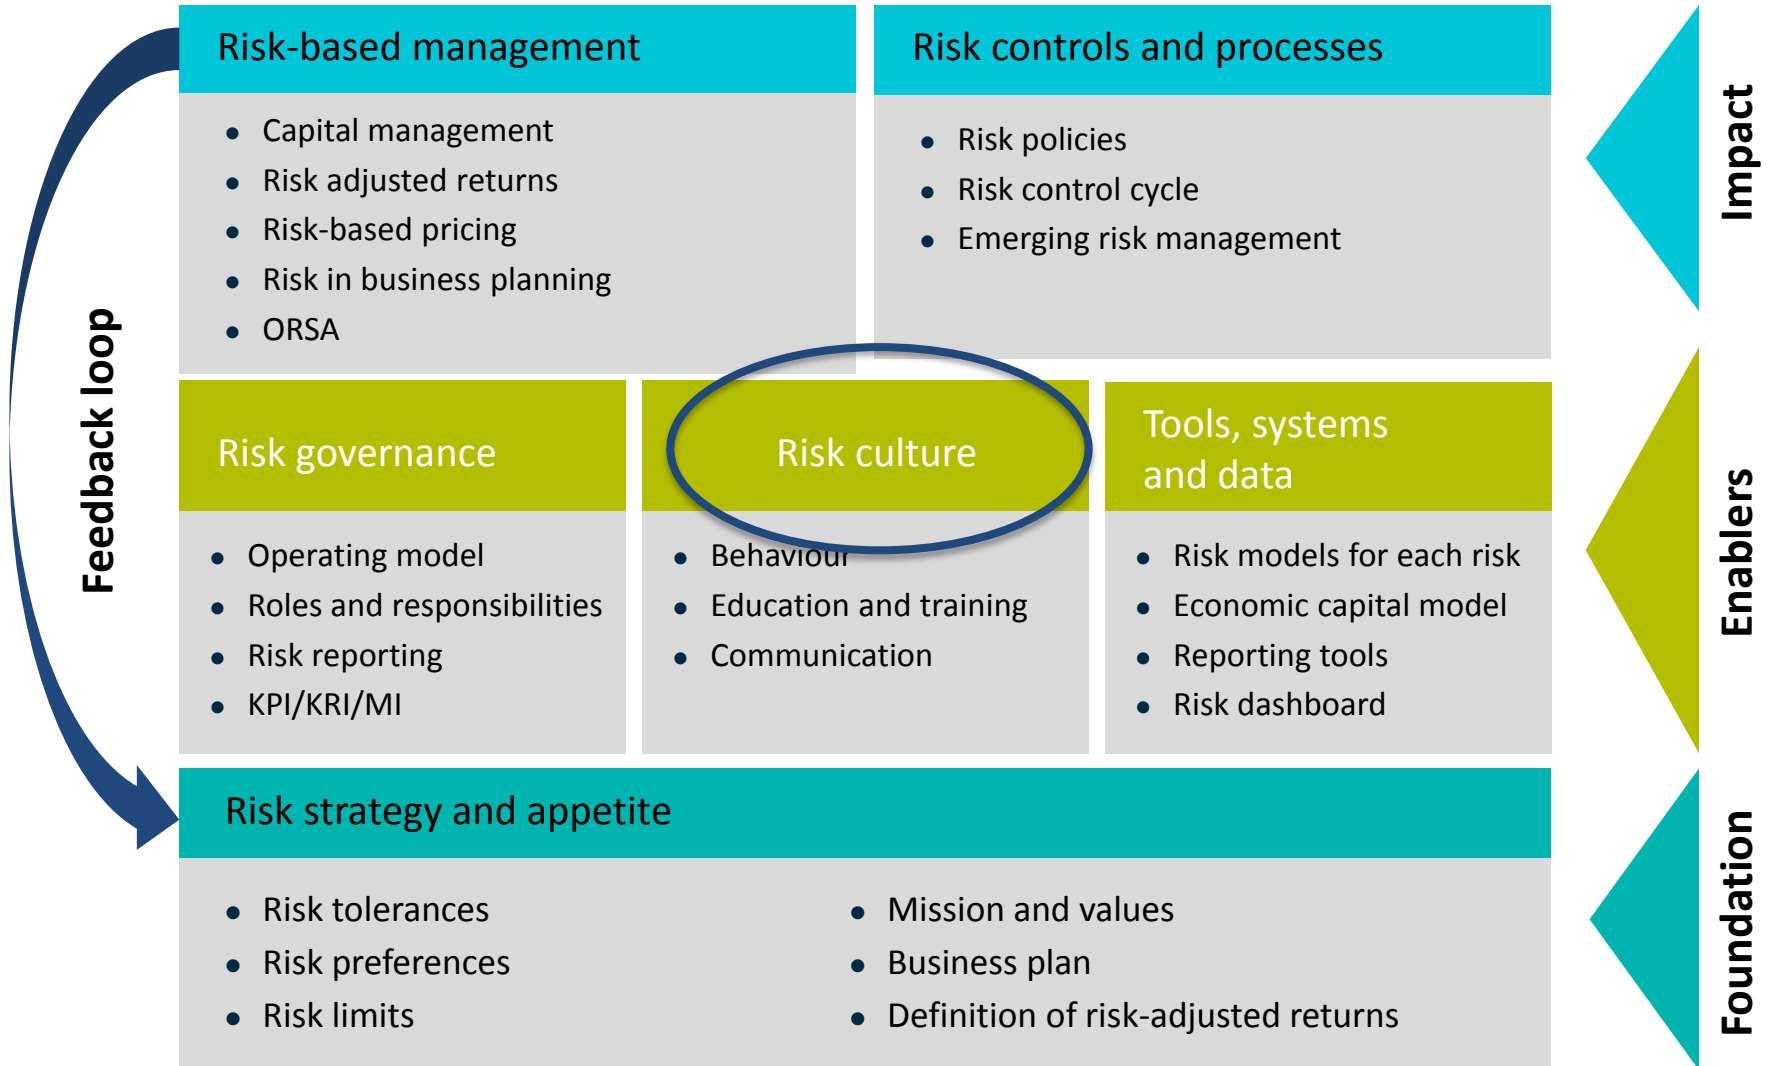 Risk-based management
Capital management
Risk adjusted returns
Risk-based pricing
Risk in business planning
ORSA
Risk controls and processes
Risk policies
Risk control cycle
Emerging risk management
Impact
Feedback loop
Risk governance
Operating model
Roles and responsibilities
Risk reporting
KPI/KRI/MI
Risk culture
Behaviour
Education and training
Communication
Tools, systems
and data
Risk models for each risk
Economic capital model
Reporting tools
Risk dashboard
Enablers
Risk strategy and appetite
Risk tolerances
Risk preferences
Risk limits
Mission and values
Business plan
Definition of risk-adjusted returns
Foundation